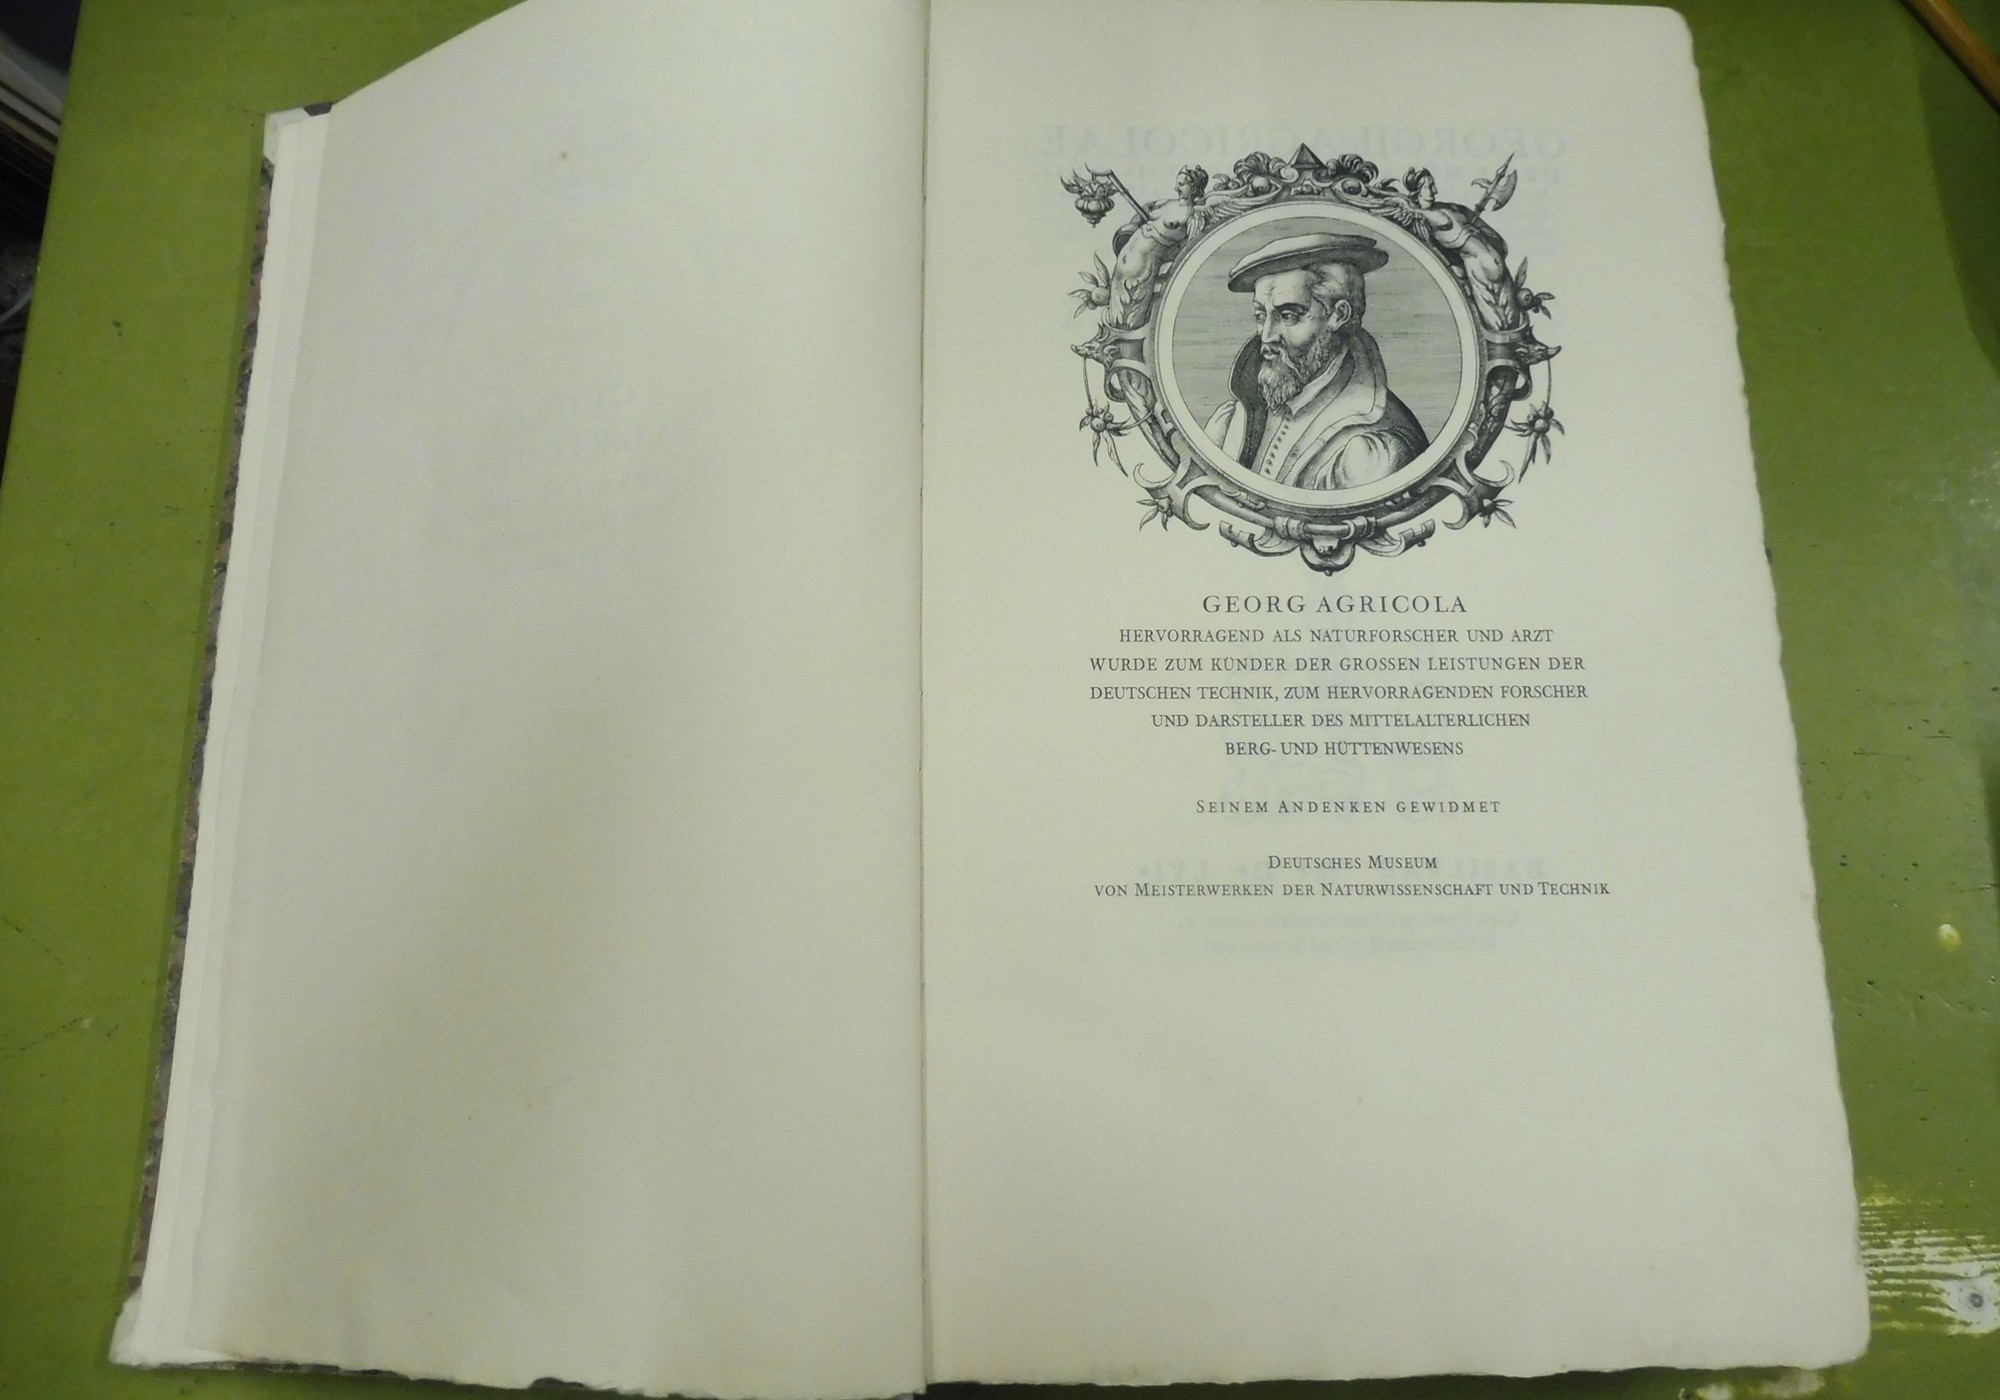 GEORG AGRICOLA
HERVORRAGEND ALS NATURFORSCHER UND ARZT
WURDE ZUM KÜNDER DER GROSSEN LEISTUNGEN DER
DEUTSCHEN TECHNIK, ZUM HERVORRAGENDEN FORSCHER
UND DARSTELLER DES MITTELALTERLICHEN
BERG- UND HÜTTENWESENS
SEINEM ANDENKEN GEWIDMET
DEUTSCHES MUSEUM
VON MEISTERWERKEN DER NATURWISSENSCHAFT UND TECHNIK